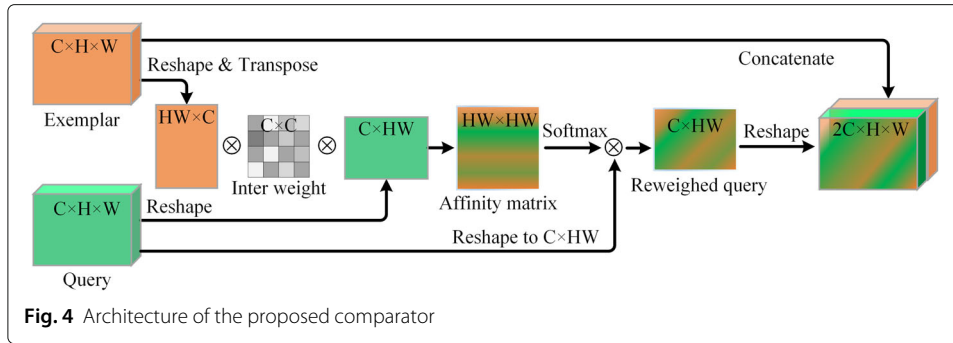 C×H×W
Exemplar
Reshape & Transpose
HW×C
C×C
Inter weight
C×HW
HW×HW
Affinity matrix
Softmax
C×HW
Reweighed query
Reshape
Concatenate
2C×H×W
C×H×W
Query
Reshape
Reshape to C×HW
Fig. 4 Architecture of the proposed comparator